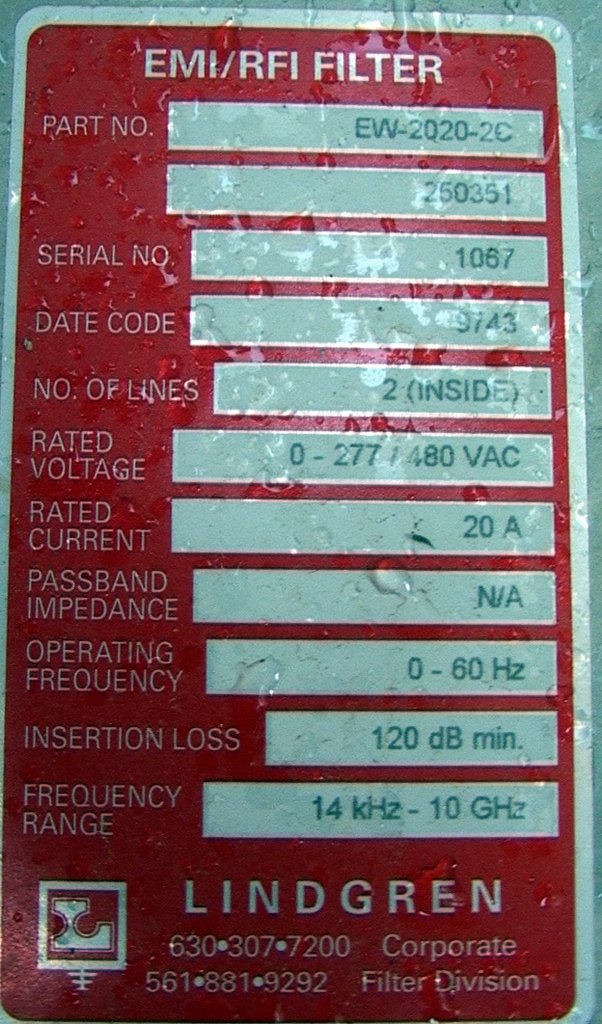 EMI/RFI FILTER
PART NO. EW-2020-2C
250351
SERIAL NO. 1067
DATE CODE 9743
NO. OF LINES 2 (INSIDE)
RATED
VOLTAGE 0 - 277 / 480 VAC
RATED
CURRENT 20 A
PASSBAND
IMPEDANCE N/A
OPERATING
FREQUENCY 0 - 60 Hz
INSERTION LOSS 120 dB min.
FREQUENCY
RANGE 14 kHz - 10 GHz
LINDGREN
630•307•7200 Corporate
561•881•9292 Filter Division